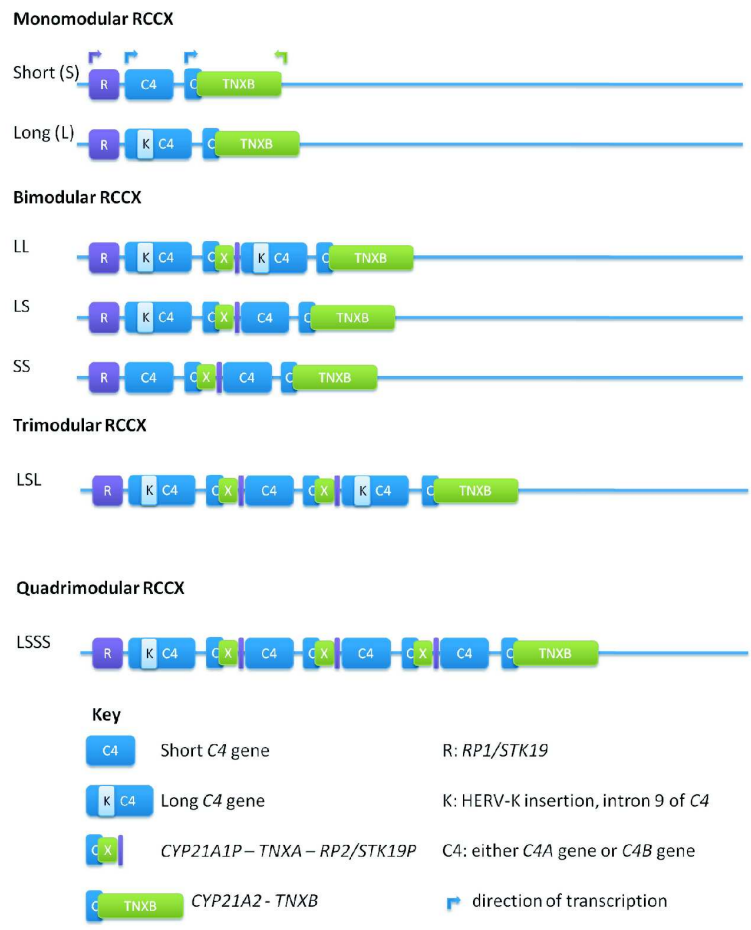 Monomodular RCCX
Short (S) R C4 C TNXB
Long (L) R K C4 C TNXB
Bimodular RCCX
LL R K C4 C X K C4 C TNXB
LS R K C4 C X C4 C TNXB
SS R C4 C X C4 C TNXB
Trimodular RCCX
LSL R K C4 C X C4 C X K C4 C TNXB
Quadrimodular RCCX
LSSS R K C4 C X C4 C X C4 C X C4 C TNXB
Key
C4 Short C4 gene R: RP1/STK19
K C4 Long C4 gene K: HERV-K insertion, intron 9 of C4
C X CYP21A1P – TNXA – RP2/STK19P C4: either C4A gene or C4B gene
C TNXB CYP21A2 - TNXB direction of transcription